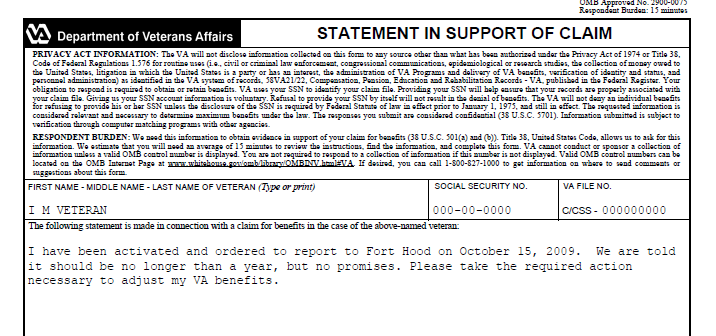 OMB Approved No. 2900-0075
Respondent Burden: 15 minutes
VA Department of Veterans Affairs
STATEMENT IN SUPPORT OF CLAIM
PRIVACY ACT INFORMATION: The VA will not disclose information collected on this form to any source other than what has been authorized under the Privacy Act of 1974 or Title 38,
Code of Federal Regulations 1.576 for routine uses (i.e., civil or criminal law enforcement, congressional communications, epidemiological or research studies, the collection of money owed to
the United States, litigation in which the United States is a party or has an interest, the administration of VA Programs and delivery of VA benefits, verification of identity and status, and
personnel administration) as identified in the VA system of records, 58VA21/22, Compensation, Pension, Education and Rehabilitation Records - VA, published in the Federal Register. Your
obligation to respond is required to obtain or retain benefits. VA uses your SSN to identify your claim file. Providing your SSN will help ensure that your records are properly associated with
your claim file. Giving us your SSN account information is voluntary. Refusal to provide your SSN by itself will not result in the denial of benefits. The VA will not deny an individual benefits
for refusing to provide his or her SSN unless the disclosure of the SSN is required by Federal Statute of law in effect prior to January 1, 1975, and still in effect. The requested information is
considered relevant and necessary to determine maximum benefits under the law. The responses you submit are considered confidential (38 U.S.C. 5701). Information submitted is subject to
verification through computer matching programs with other agencies.
RESPONDENT BURDEN: We need this information to obtain evidence in support of your claim for benefits (38 U.S.C. 501(a) and (b)). Title 38, United States Code, allows us to ask for this
information. We estimate that you will need an average of 15 minutes to review the instructions, find the information, and complete this form. VA cannot conduct or sponsor a collection of
information unless a valid OMB control number is displayed. You are not required to respond to a collection of information if this number is not displayed. Valid OMB control numbers can be
located on the OMB Internet Page at www.whitehouse.gov/omb/library/OMBINV.html#VA. If desired, you can call 1-800-827-1000 to get information on where to send comments or
suggestions about this form.
FIRST NAME - MIDDLE NAME - LAST NAME OF VETERAN (Type or print)
SOCIAL SECURITY NO.
VA FILE NO.
I M VETERAN
000-00-0000
C/CSS - 000000000
The following statement is made in connection with a claim for benefits in the case of the above-named veteran:
I have been activated and ordered to report to Fort Hood on October 15, 2009. We are told
it should be no longer than a year, but no promises. Please take the required action
necessary to adjust my VA benefits.